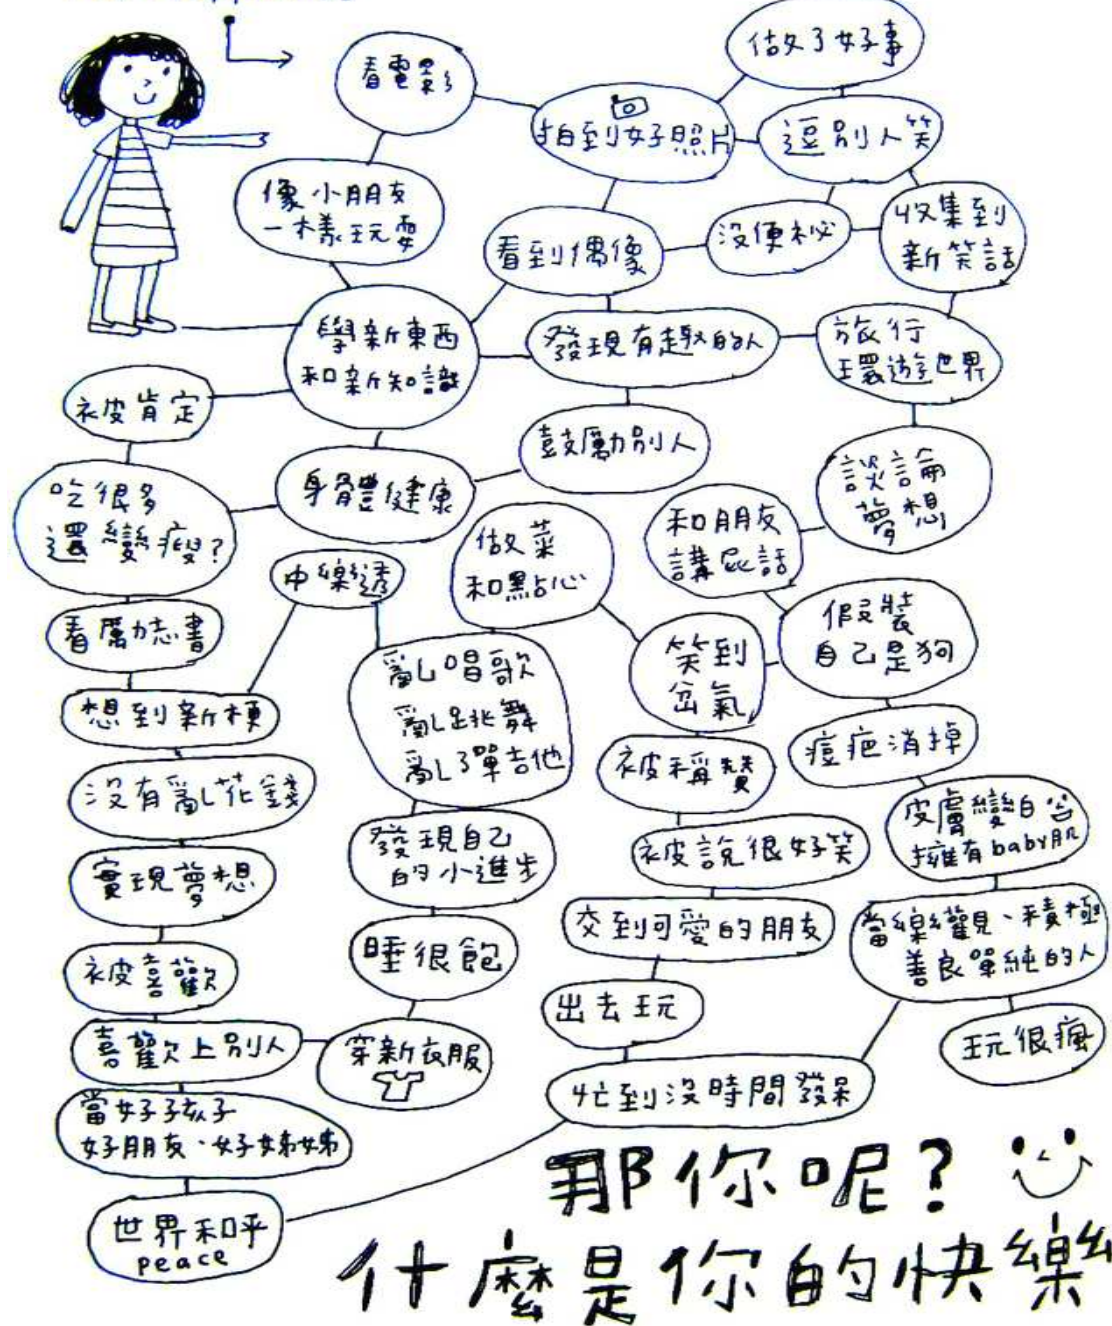 做了好事
看電影
拍到好照片
逗別人笑
像小朋友
一樣玩耍
看到偶像
沒便祕
收集到
新笑話
學新東西
和新知識
發現有趣的人
旅行
環遊世界
被肯定
鼓勵別人
身體健康
吃很多
還變瘦?
和朋友
講屁話
談論
夢想
做菜
和點心
中樂透
看勵志書
笑到
岔氣
假裝
自己是狗
亂唱歌
亂跳舞
亂彈吉他
想到新梗
被稱讚
痘疤消掉
沒有亂花錢
皮膚變白
擁有baby肌
發現自己
的小進步
被說很好笑
實現夢想
交到可愛的朋友
當樂觀、積極
善良單純的人
睡很飽
被喜歡
出去玩
喜歡上別人
穿新衣服
玩很瘋
忙到沒時間發呆
當好孩子
好朋友、好姊姊
世界和平
peace
那你呢?
什麼是你的快樂